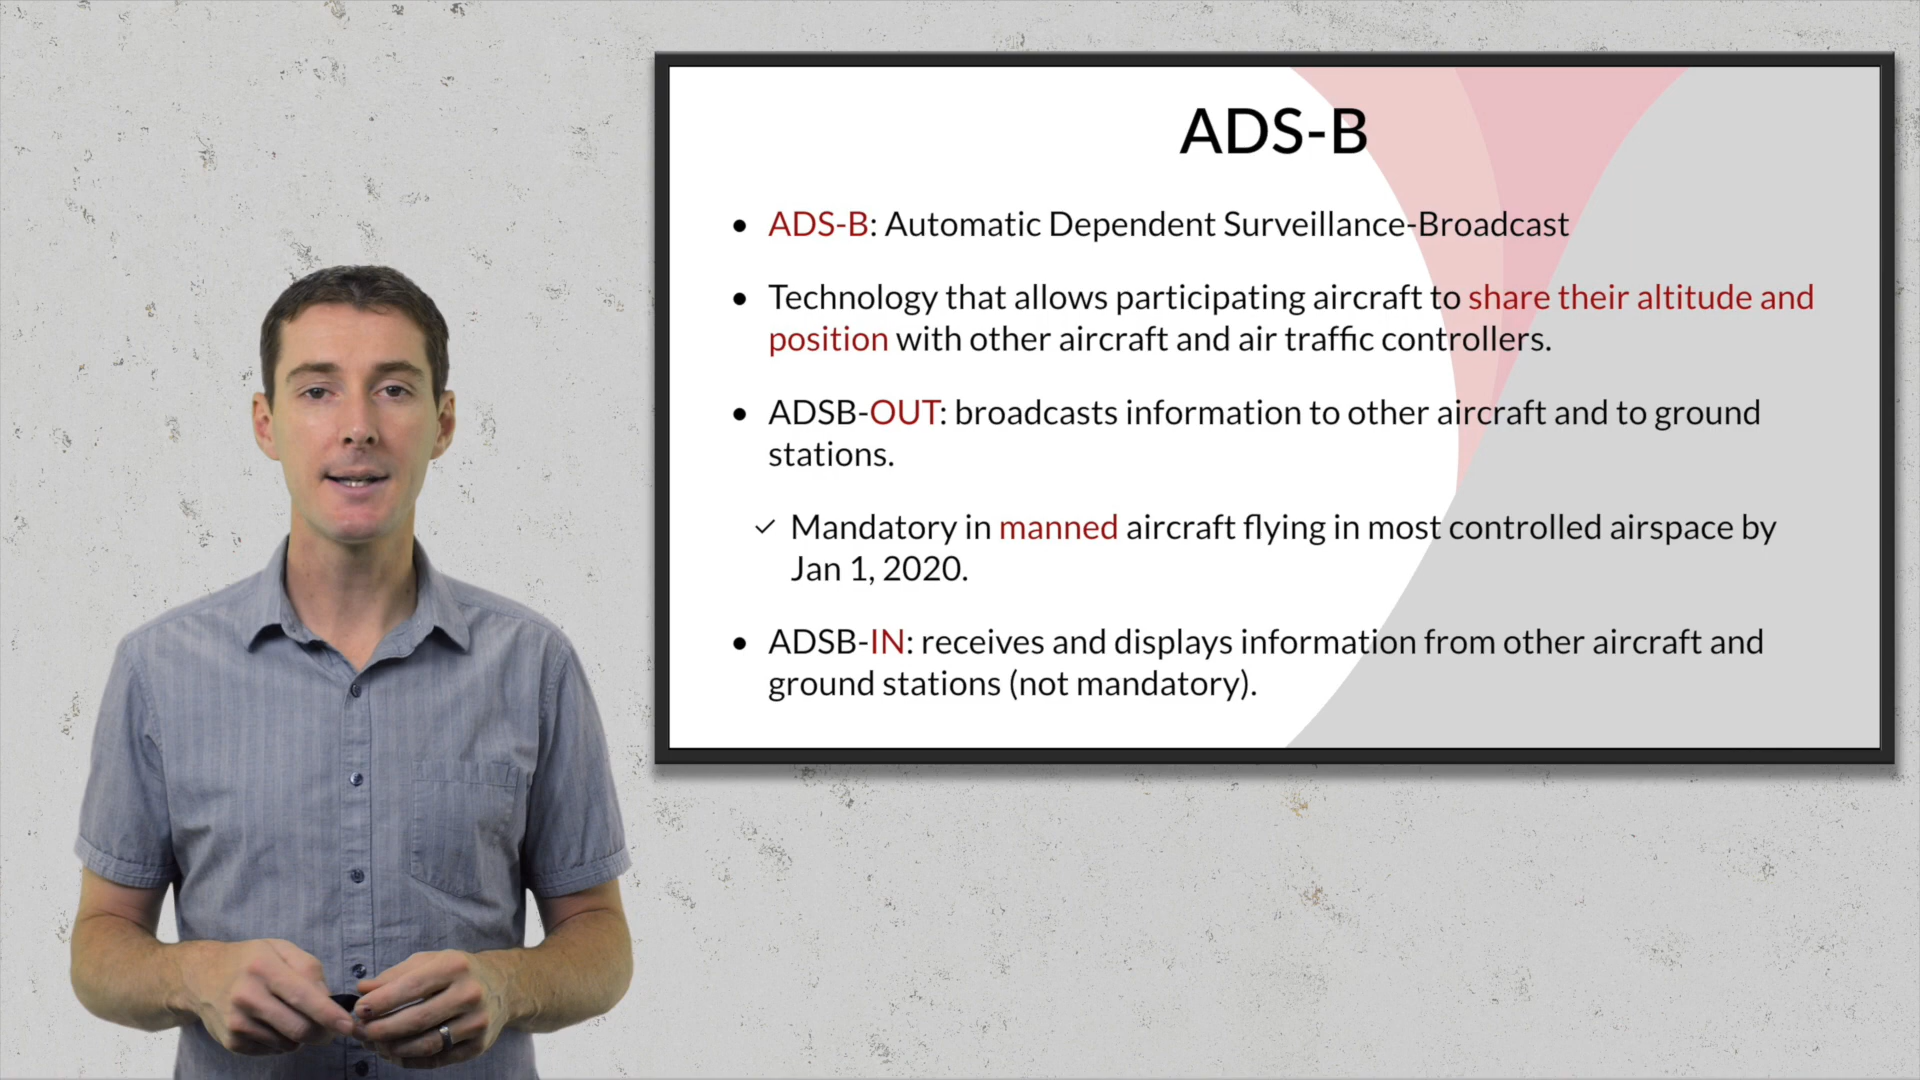 ADS-B
• ADS-B: Automatic Dependent Surveillance-Broadcast
• Technology that allows participating aircraft to share their altitude and
position with other aircraft and air traffic controllers.
• ADSB-OUT: broadcasts information to other aircraft and to ground
stations.
✓ Mandatory in manned aircraft flying in most controlled airspace by
Jan 1, 2020.
• ADSB-IN: receives and displays information from other aircraft and
ground stations (not mandatory).